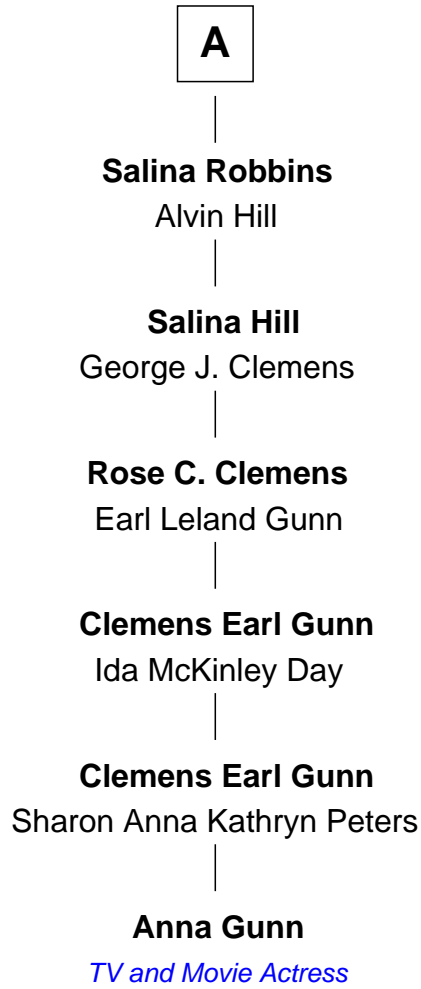 A
Salina Robbins
Alvin Hill
Salina Hill
George J. Clemens
Rose C. Clemens
Earl Leland Gunn
Clemens Earl Gunn
Ida McKinley Day
Clemens Earl Gunn
Sharon Anna Kathryn Peters
Anna Gunn
TV and Movie Actress